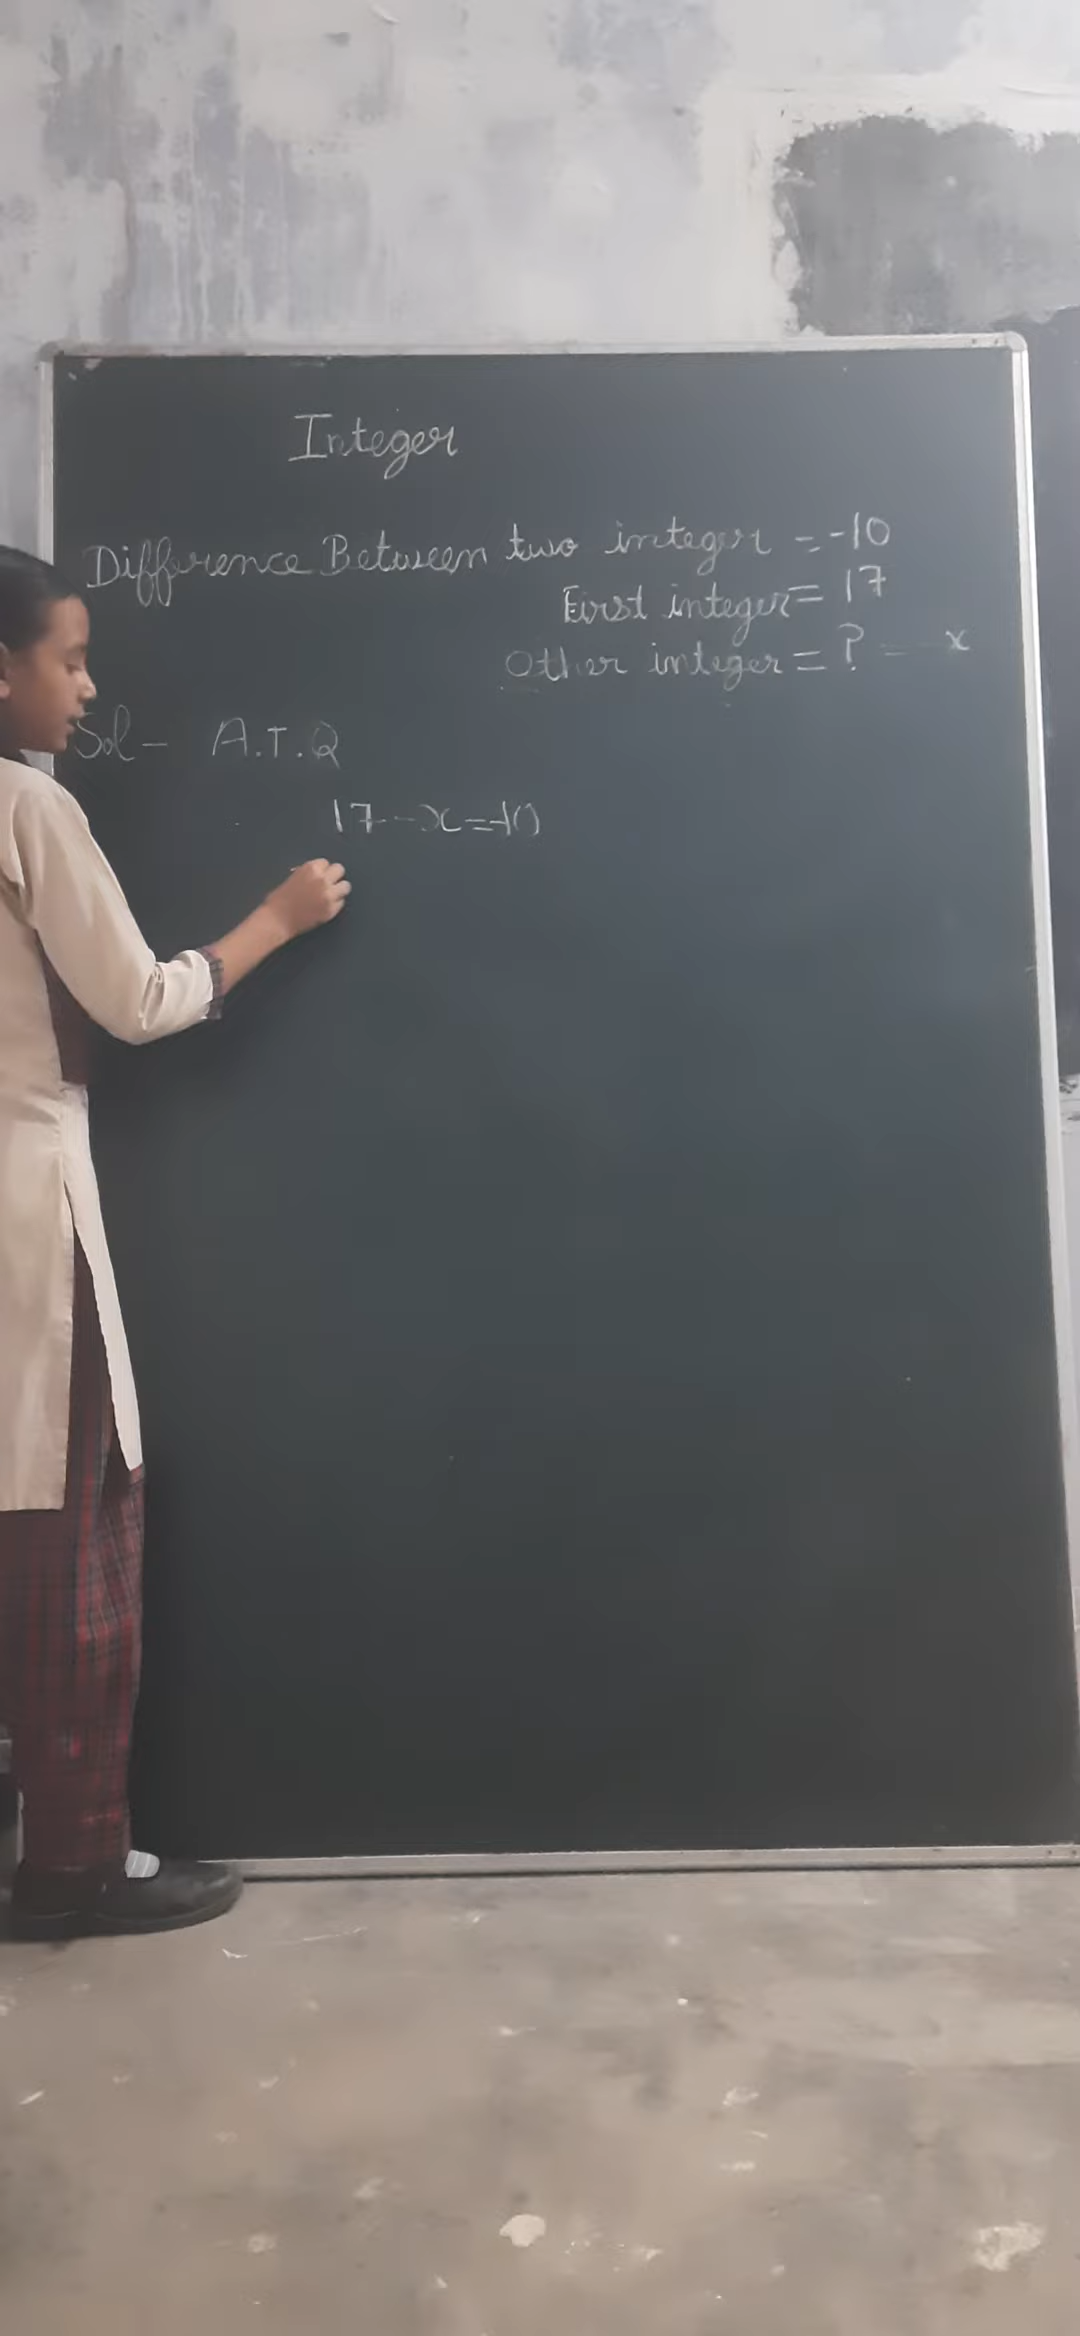 Integer
Difference Between two integer = -10
First integer = 17
Other integer = ? = x
Sol - A.T.Q
17 - x = -10